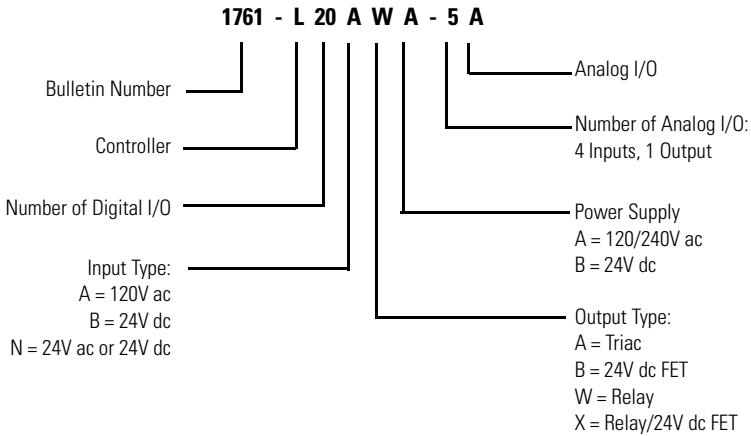 1761 - L 20 A W A - 5 A
Bulletin Number
Controller
Number of Digital I/O
Input Type:
A = 120V ac
B = 24V dc
N = 24V ac or 24V dc
Analog I/O
Number of Analog I/O:
4 Inputs, 1 Output
Power Supply
A = 120/240V ac
B = 24V dc
Output Type:
A = Triac
B = 24V dc FET
W = Relay
X = Relay/24V dc FET